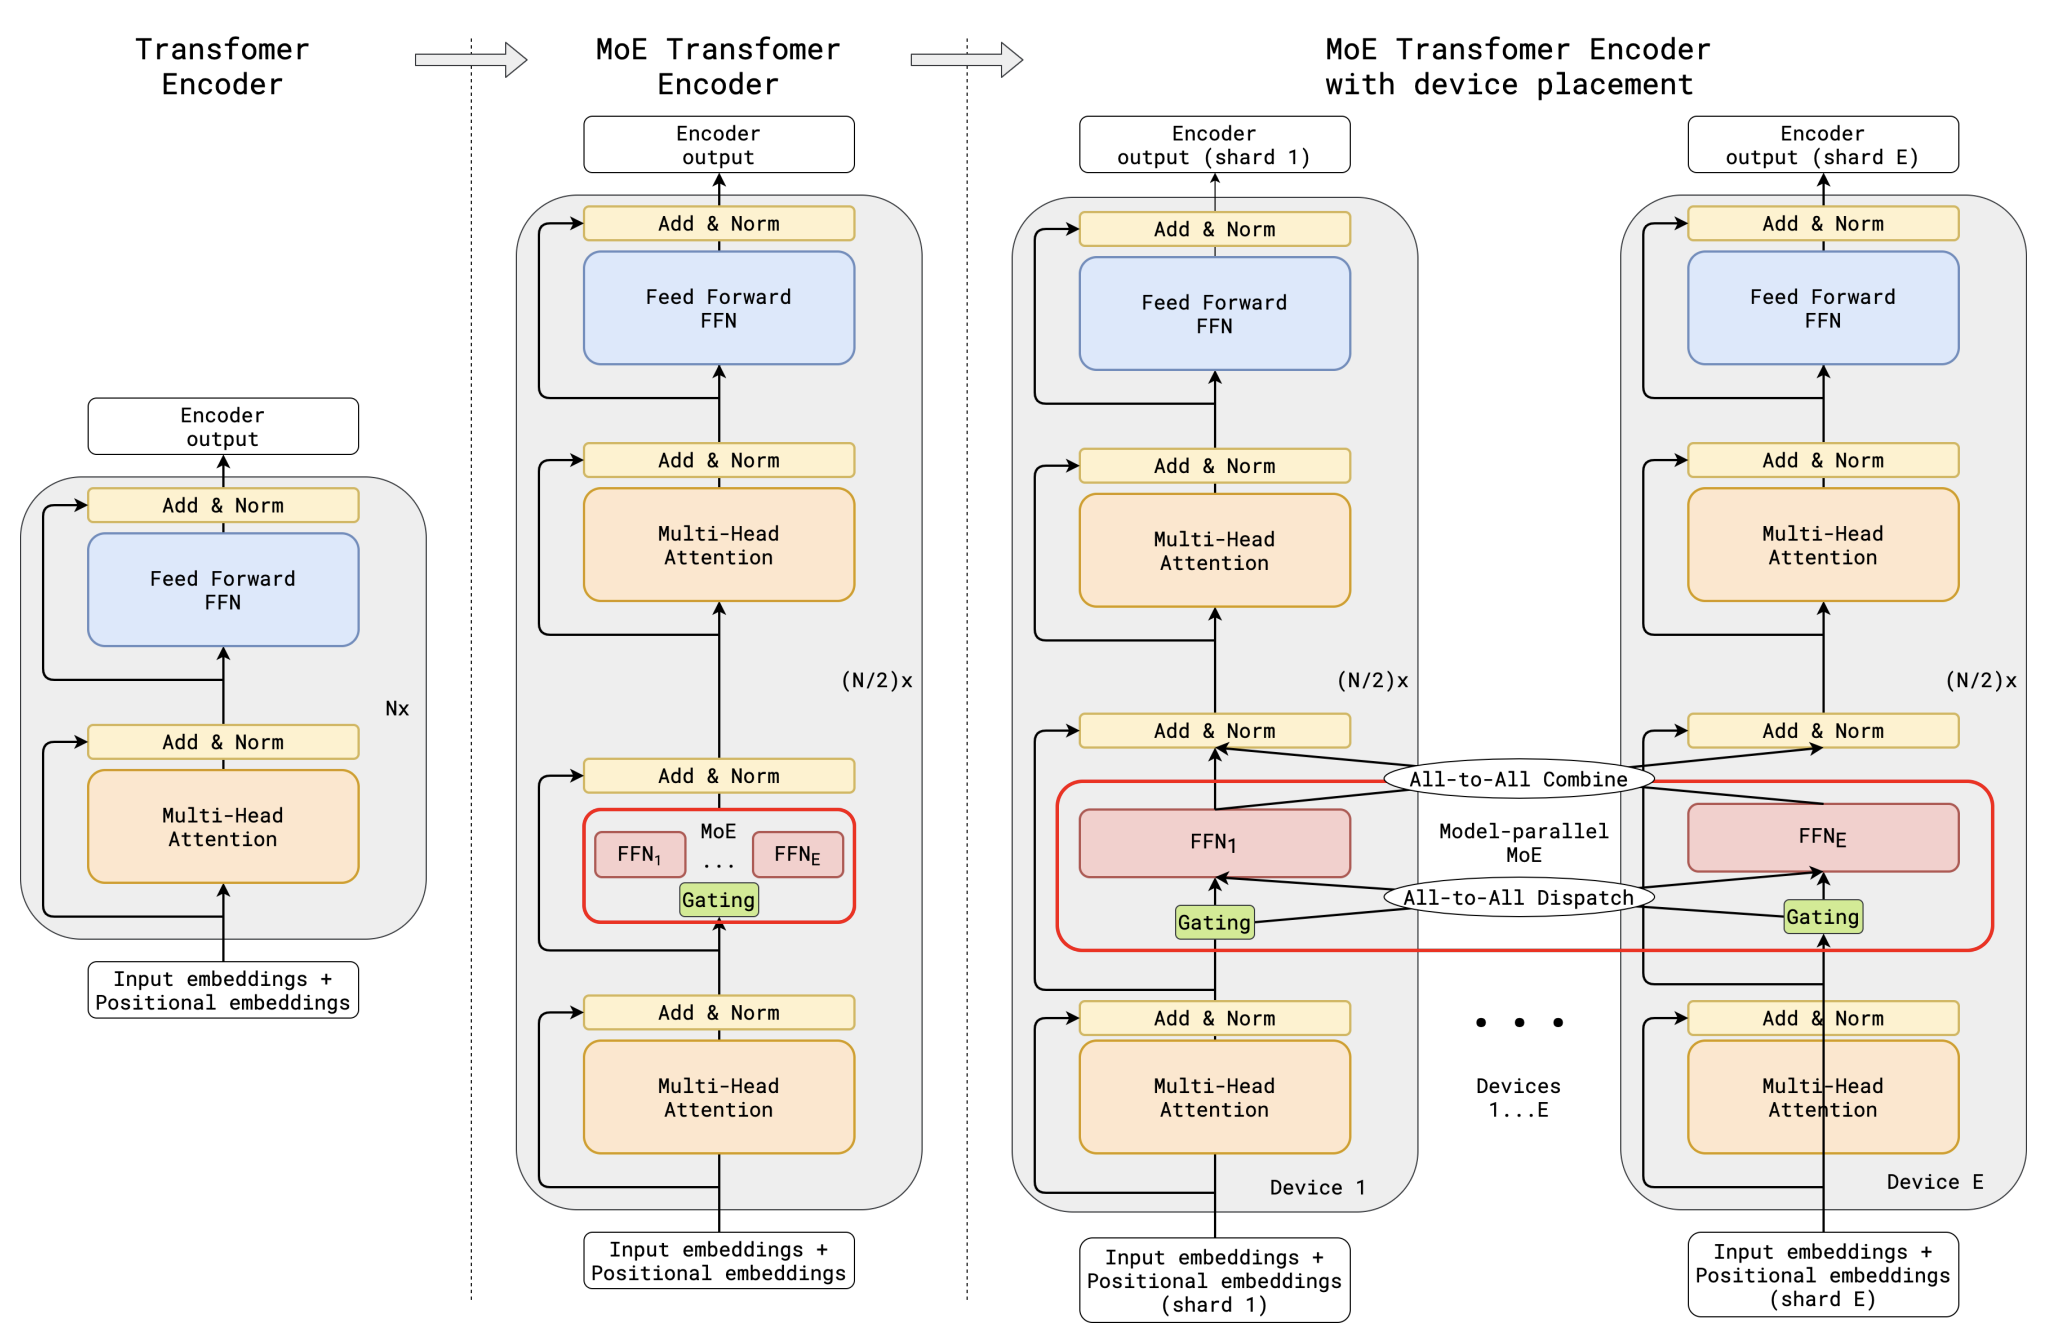 Transfomer
Encoder
Encoder
output
Add & Norm
Feed Forward
FFN
Nx
Add & Norm
Multi-Head
Attention
Input embeddings +
Positional embeddings
MoE Transfomer
Encoder
Encoder
output
Add & Norm
Feed Forward
FFN
Add & Norm
Multi-Head
Attention
(N/2)x
Add & Norm
MoE
FFN1 ... FFNE
Gating
Add & Norm
Multi-Head
Attention
Input embeddings +
Positional embeddings
MoE Transfomer Encoder
with device placement
Encoder
output (shard 1)
Add & Norm
Feed Forward
FFN
Add & Norm
Multi-Head
Attention
(N/2)x
Add & Norm
FFN1
Gating
Add & Norm
Multi-Head
Attention
Device 1
Input embeddings +
Positional embeddings
(shard 1)
All-to-All Combine
Model-parallel
MoE
All-to-All Dispatch
• • •
Devices
1...E
Encoder
output (shard E)
Add & Norm
Feed Forward
FFN
Add & Norm
Multi-Head
Attention
(N/2)x
Add & Norm
FFNE
Gating
Add & Norm
Multi-Head
Attention
Device E
Input embeddings +
Positional embeddings
(shard E)